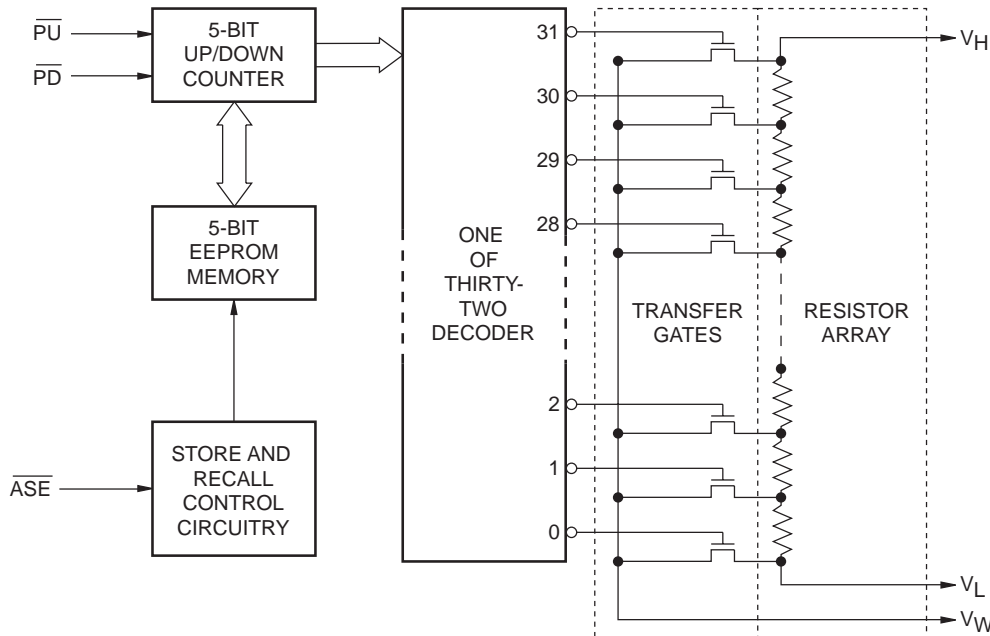 PU
PD
5-BIT
UP/DOWN
COUNTER
5-BIT
EEPROM
MEMORY
ASE
STORE AND
RECALL
CONTROL
CIRCUITRY
ONE
OF
THIRTY-
TWO
DECODER
31
30
29
28
2
1
0
TRANSFER
GATES
RESISTOR
ARRAY
VH
VL
VW